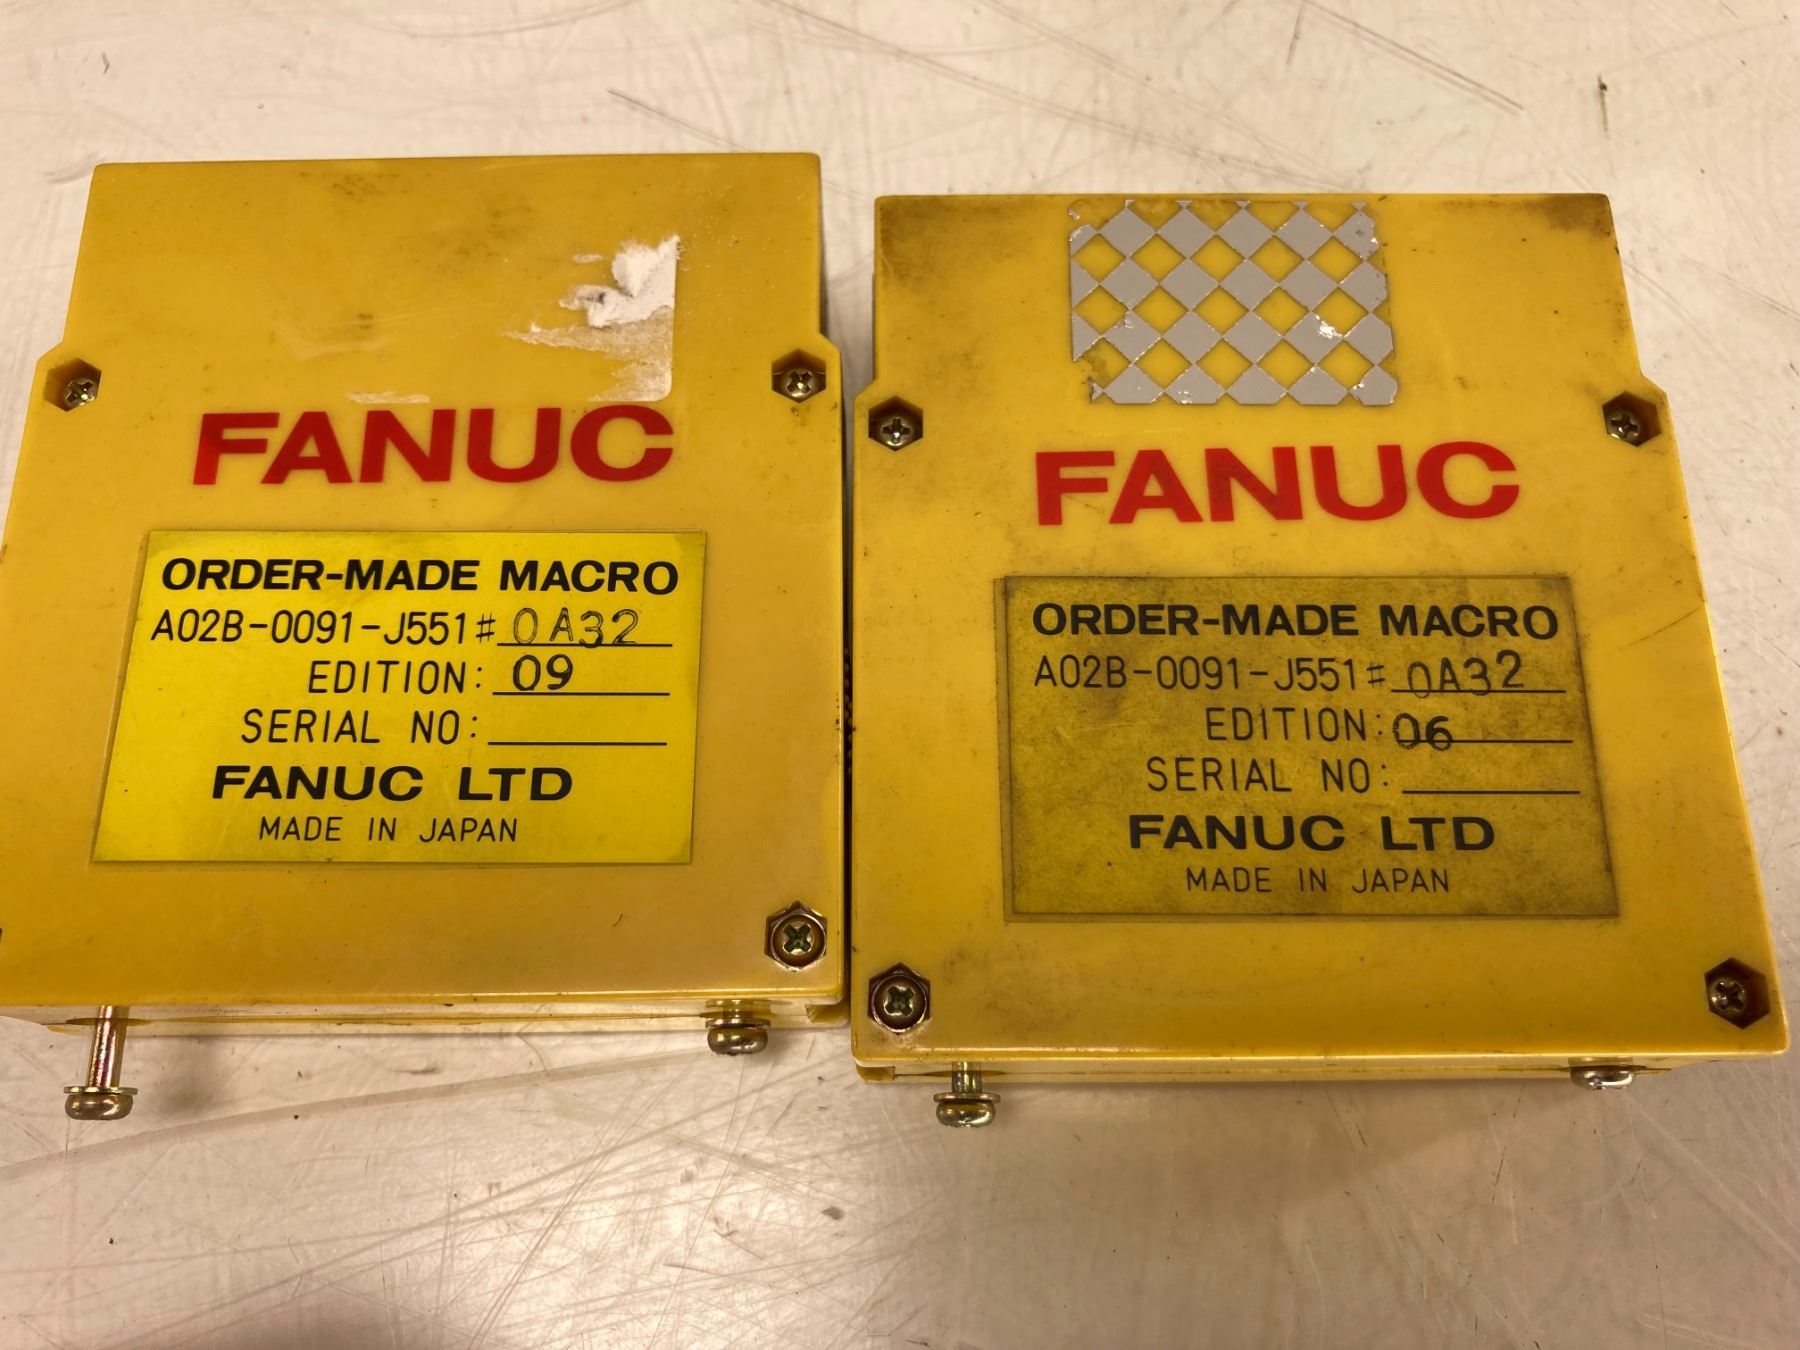 FANUC
ORDER-MADE MACRO
A02B-0091-J551# 0A32
EDITION: 09
SERIAL NO:
FANUC LTD
MADE IN JAPAN
FANUC
ORDER-MADE MACRO
A02B-0091-J551# 0A32
EDITION: 06
SERIAL NO:
FANUC LTD
MADE IN JAPAN